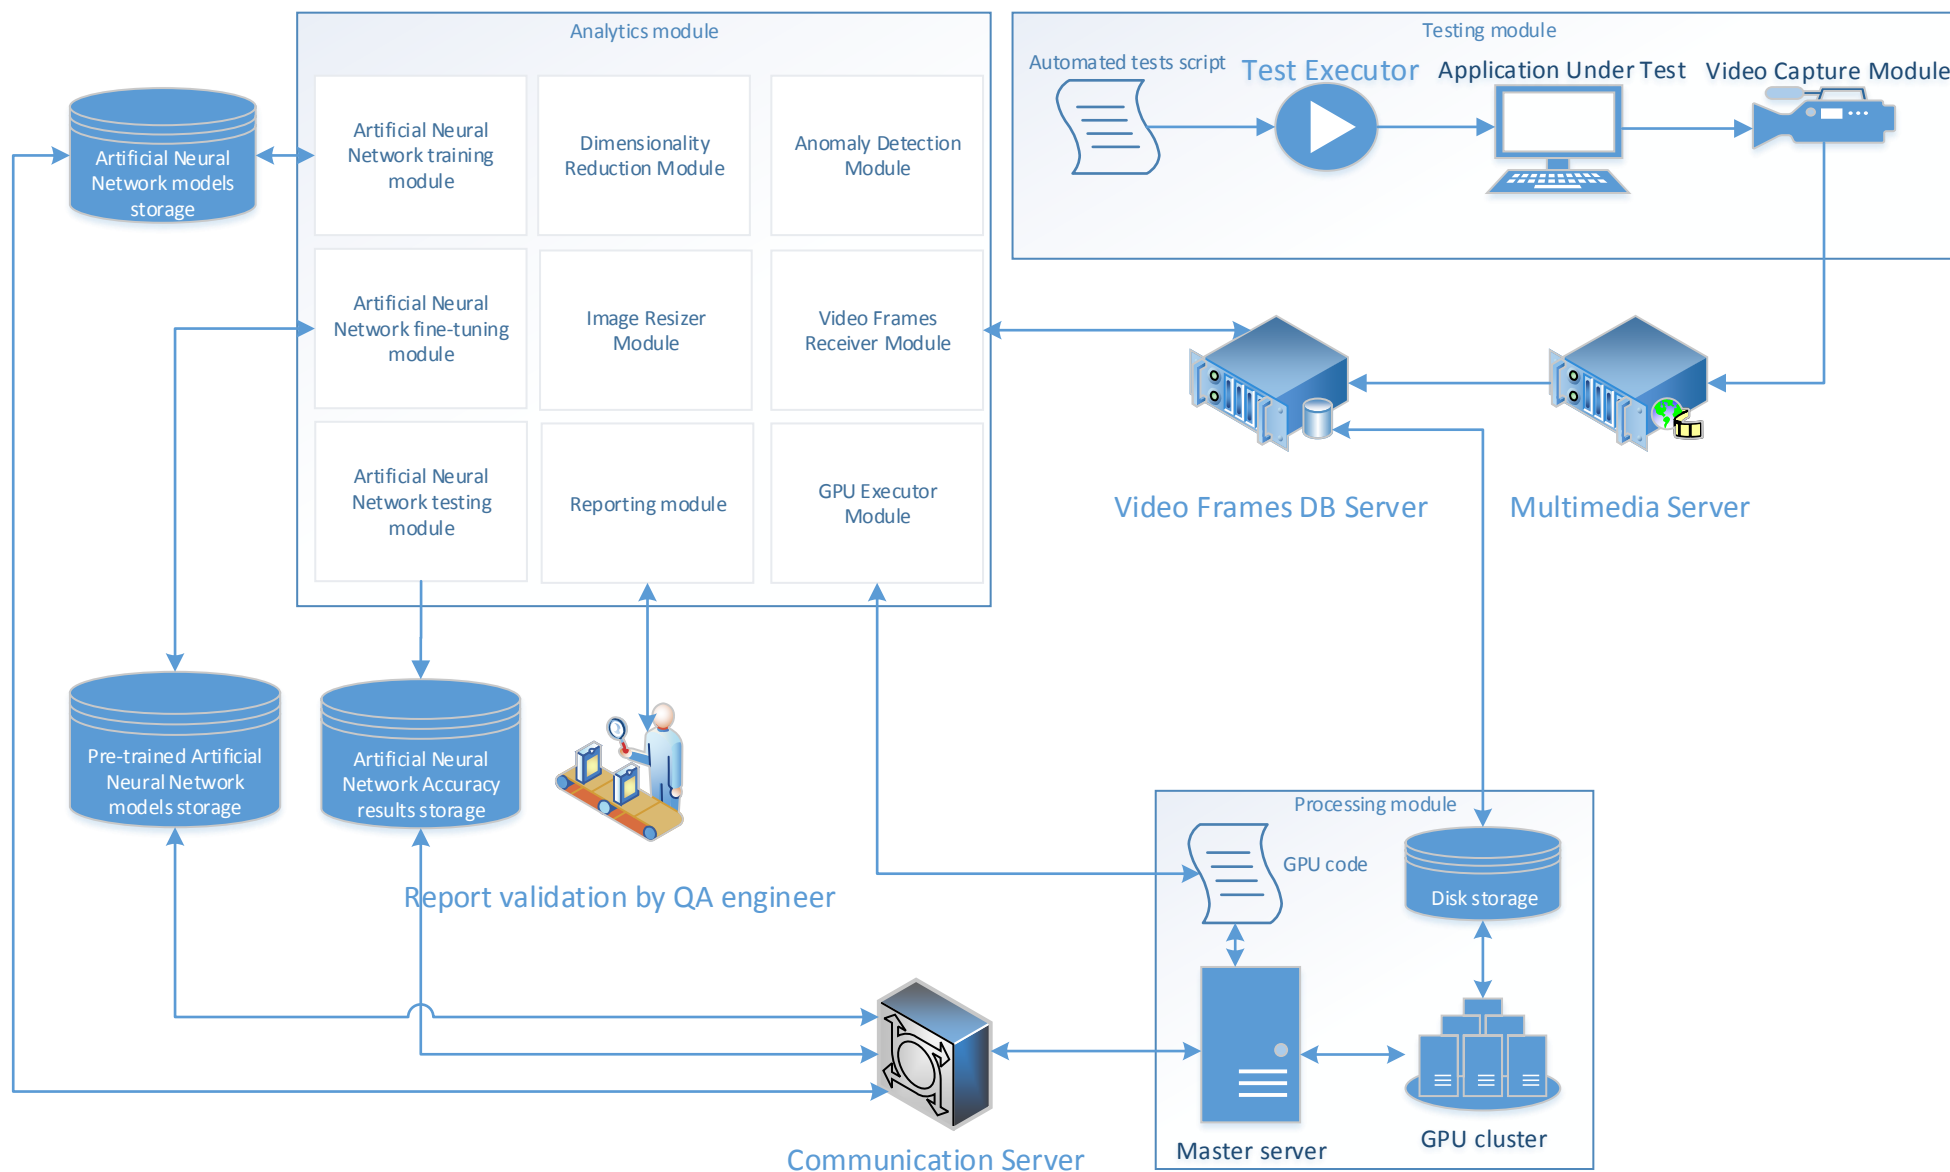 Analytics module
Testing module
Automated tests script
Test Executor
Application Under Test
Video Capture Module
Artificial Neural
Network models
storage
Artificial Neural
Network training
module
Dimensionality
Reduction Module
Anomaly Detection
Module
Artificial Neural
Network fine-tuning
module
Image Resizer
Module
Video Frames
Receiver Module
Artificial Neural
Network testing
module
Reporting module
GPU Executor
Module
Video Frames DB Server
Multimedia Server
Pre-trained Artificial
Neural Network
models storage
Artificial Neural
Network Accuracy
results storage
Report validation by QA engineer
Processing module
GPU code
Disk storage
Master server
GPU cluster
Communication Server